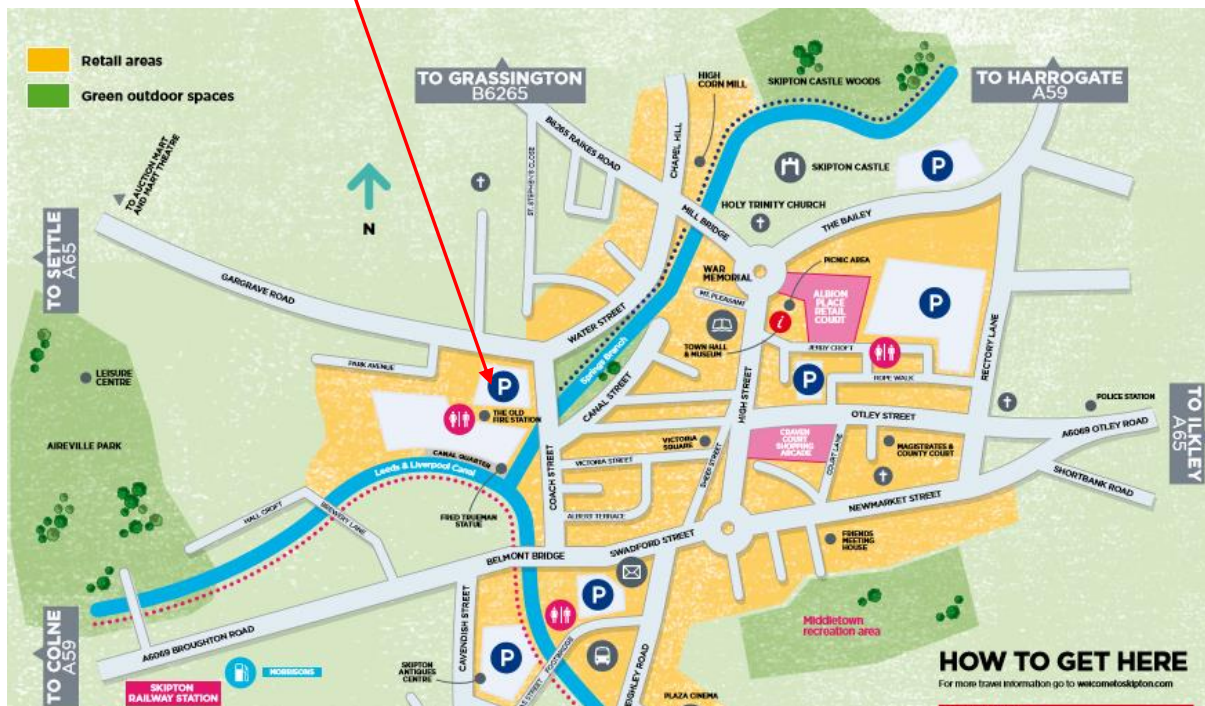 Retail areas
Green outdoor spaces
TO GRASSINGTON
B6265
HIGH
CORN MILL
SKIPTON CASTLE WOODS
TO HARROGATE
A59
TO AUCTION MART
AND MART THEATRE
B6265 RAIKES ROAD
ST. STEPHENS CLOSE
CHAPEL HILL
P
SKIPTON CASTLE
N
HOLY TRINITY CHURCH
MILL BRIDGE
THE BAILEY
TO SETTLE
A65
GARGRAVE ROAD
WAR
MEMORIAL
PICNIC AREA
MT. PLEASANT
ALBION
PLACE
RETAIL
COURT
P
WATER STREET
Springs Branch
i
TOWN HALL
& MUSEUM
JERRY CROFT
RECTORY LANE
PARK AVENUE
LEISURE
CENTRE
P
CANAL STREET
HIGH STREET
P
ROPE WALK
POLICE STATION
THE OLD
FIRE STATION
OTLEY STREET
A6069 OTLEY ROAD
TO ILKLEY
A65
AIREVILLE PARK
CANAL QUARTER
Leeds & Liverpool Canal
COACH STREET
VICTORIA
SQUARE
VICTORIA STREET
SHEEP STREET
CRAVEN
COURT
SHOPPING
ARCADE
COURT LANE
MAGISTRATES &
COUNTY COURT
SHORTBANK ROAD
HALL CROFT
BREWERY LANE
FRED TRUEMAN
STATUE
ALBERT TERRACE
NEWMARKET STREET
BELMONT BRIDGE
SWADFORD STREET
FRIENDS
MEETING
HOUSE
TO COLNE
A59
A6069 BROUGHTON ROAD
CAVENDISH STREET
P
Middletown
recreation area
MORRISONS
SKIPTON
RAILWAY STATION
SKIPTON
ANTIQUES
CENTRE
P
FOOTBRIDGE
PLAZA CINEMA
HOW TO GET HERE
For more travel information go to welcometoskipton.com